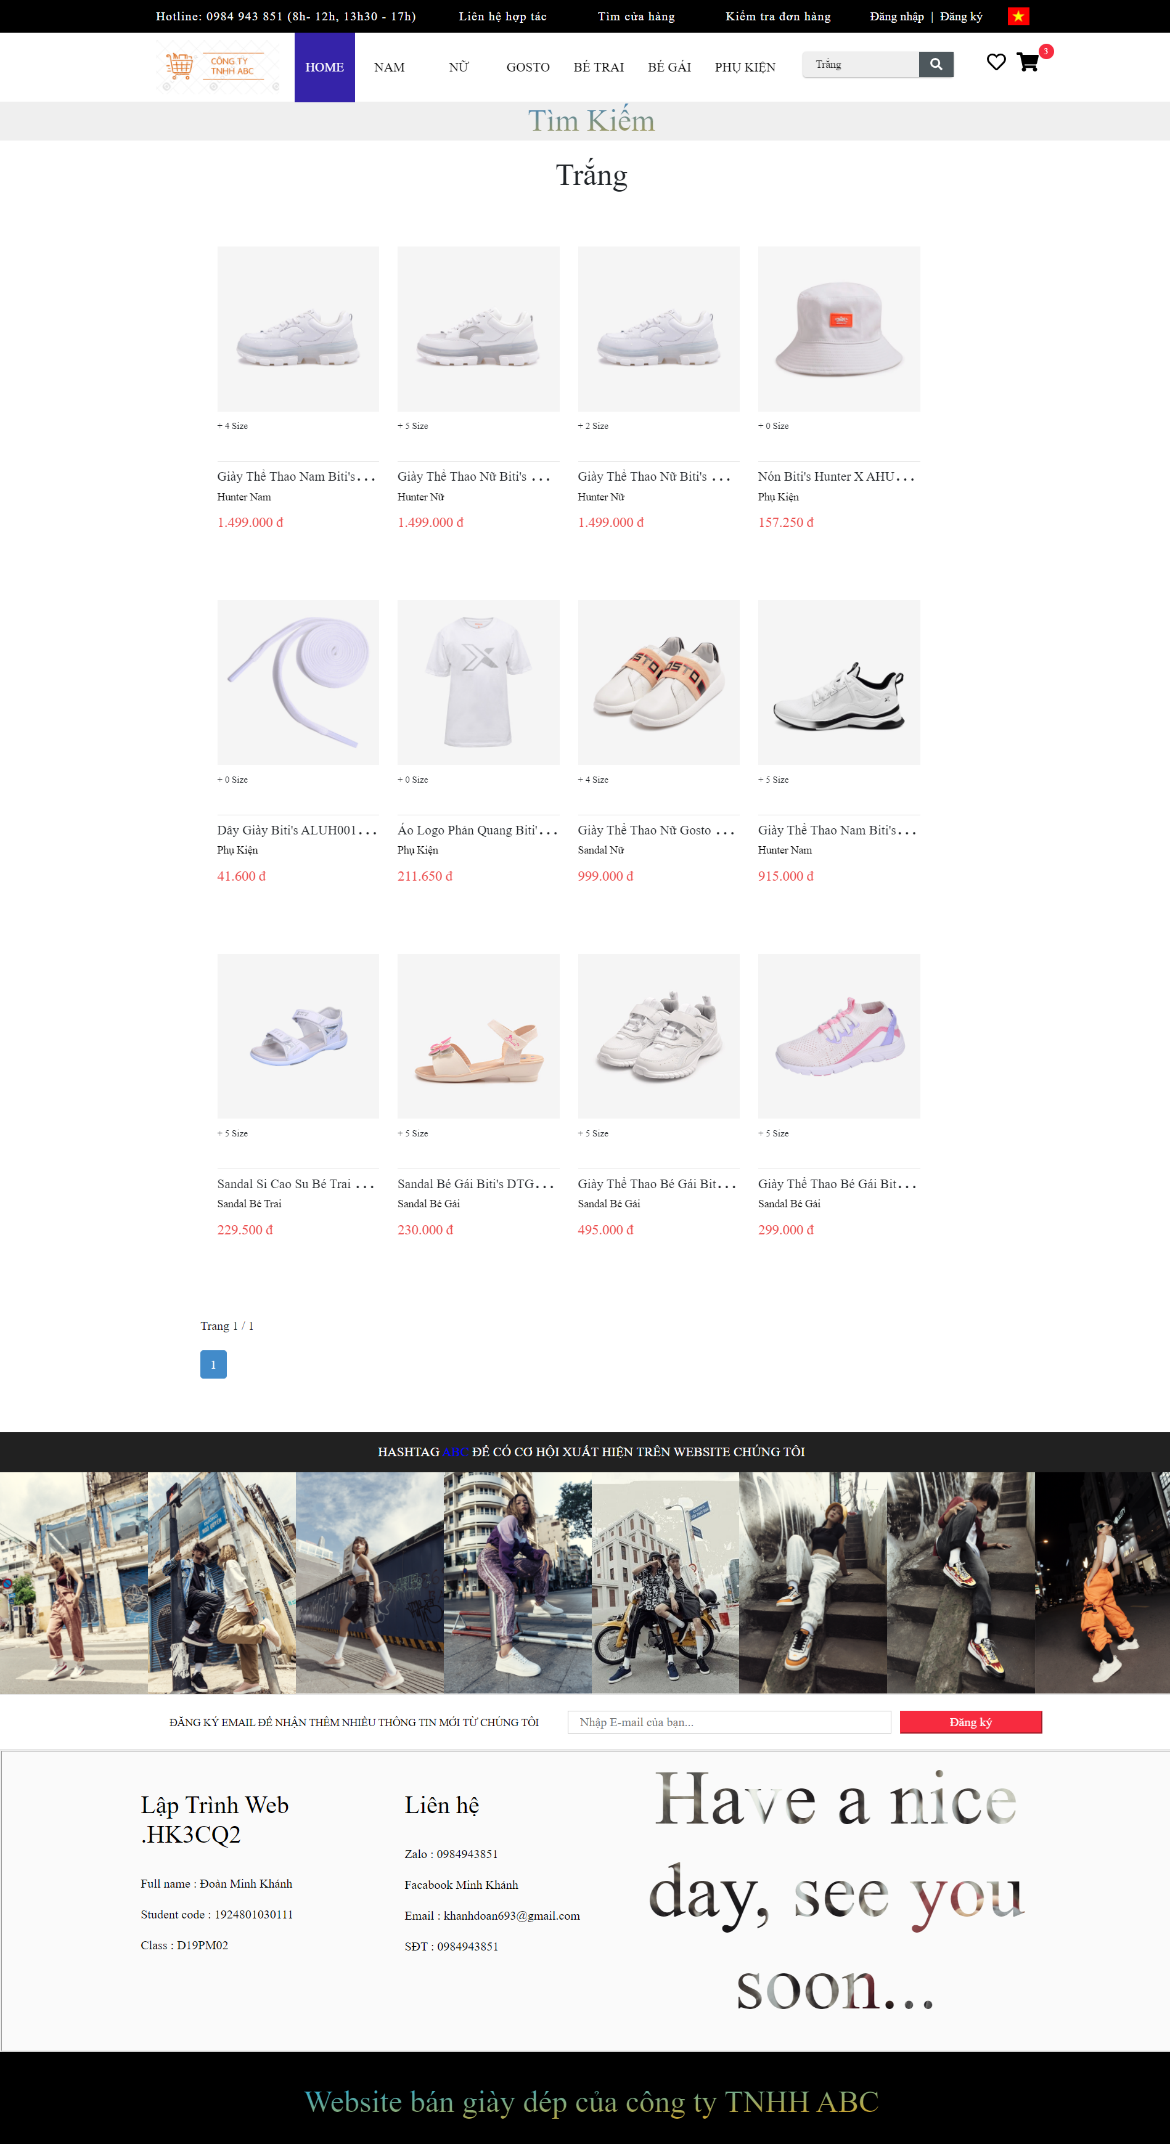 Hotline: 0984 943 851 (8h- 12h, 13h30 - 17h) Liên hệ hợp tác Tìm cửa hàng Kiểm tra đơn hàng Đăng nhập | Đăng ký
CÔNG TY
TNHH ABC
HOME NAM NỮ GOSTO BÉ TRAI BÉ GÁI PHỤ KIỆN Trắng 3
Tìm Kiếm
Trắng
+ 4 Size + 5 Size + 2 Size + 0 Size
Giày Thể Thao Nam Biti's... Giày Thể Thao Nữ Biti's ... Giày Thể Thao Nữ Biti's ... Nón Biti's Hunter X AHU...
Hunter Nam Hunter Nữ Hunter Nữ Phụ Kiện
1.499.000 đ 1.499.000 đ 1.499.000 đ 157.250 đ
+ 0 Size + 0 Size + 4 Size + 5 Size
Dây Giày Biti's ALUH001... Áo Logo Phản Quang Biti'... Giày Thể Thao Nữ Gosto ... Giày Thể Thao Nam Biti's...
Phụ Kiện Phụ Kiện Sandal Nữ Hunter Nam
41.600 đ 211.650 đ 999.000 đ 915.000 đ
+ 5 Size + 5 Size + 5 Size + 5 Size
Sandal Si Cao Su Bé Trai ... Sandal Bé Gái Biti's DTG... Giày Thể Thao Bé Gái Bit... Giày Thể Thao Bé Gái Bit...
Sandal Bé Trai Sandal Bé Gái Sandal Bé Gái Sandal Bé Gái
229.500 đ 230.000 đ 495.000 đ 299.000 đ
Trang 1 / 1
1
HASHTAG ABC ĐỂ CÓ CƠ HỘI XUẤT HIỆN TRÊN WEBSITE CHÚNG TÔI
ĐĂNG KÝ EMAIL ĐỂ NHẬN THÊM NHIỀU THÔNG TIN MỚI TỪ CHÚNG TÔI Nhập E-mail của bạn... Đăng ký
Lập Trình Web
.HK3CQ2
Full name : Đoàn Minh Khánh
Student code : 1924801030111
Class : D19PM02
Liên hệ
Zalo : 0984943851
Facabook Minh Khánh
Email : khanhdoan693@gmail.com
SĐT : 0984943851
Have a nice
day, see you
soon...
Website bán giày dép của công ty TNHH ABC